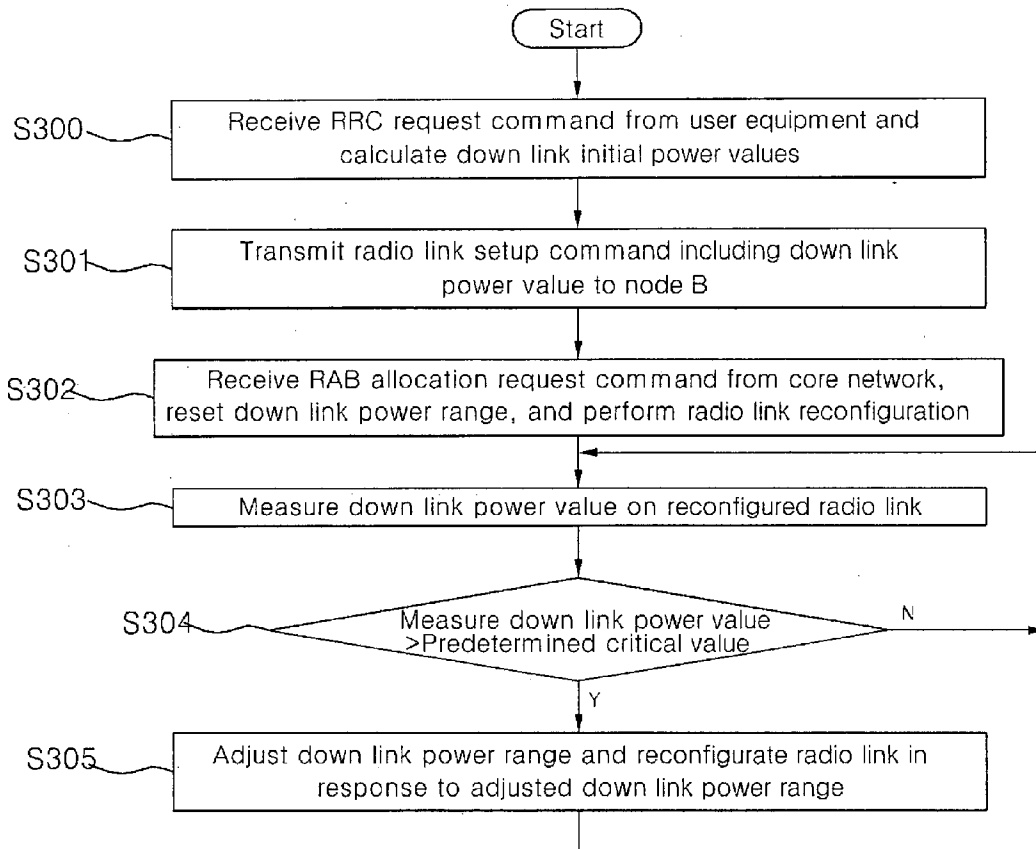 Start
S300
Receive RRC request command from user equipment and
calculate down link initial power values
S301
Transmit radio link setup command including down link
power value to node B
S302
Receive RAB allocation request command from core network,
reset down link power range, and perform radio link reconfiguration
S303
Measure down link power value on reconfigured radio link
S304
Measure down link power value
>Predetermined critical value
N
Y
S305
Adjust down link power range and reconfigurate radio link in
response to adjusted down link power range